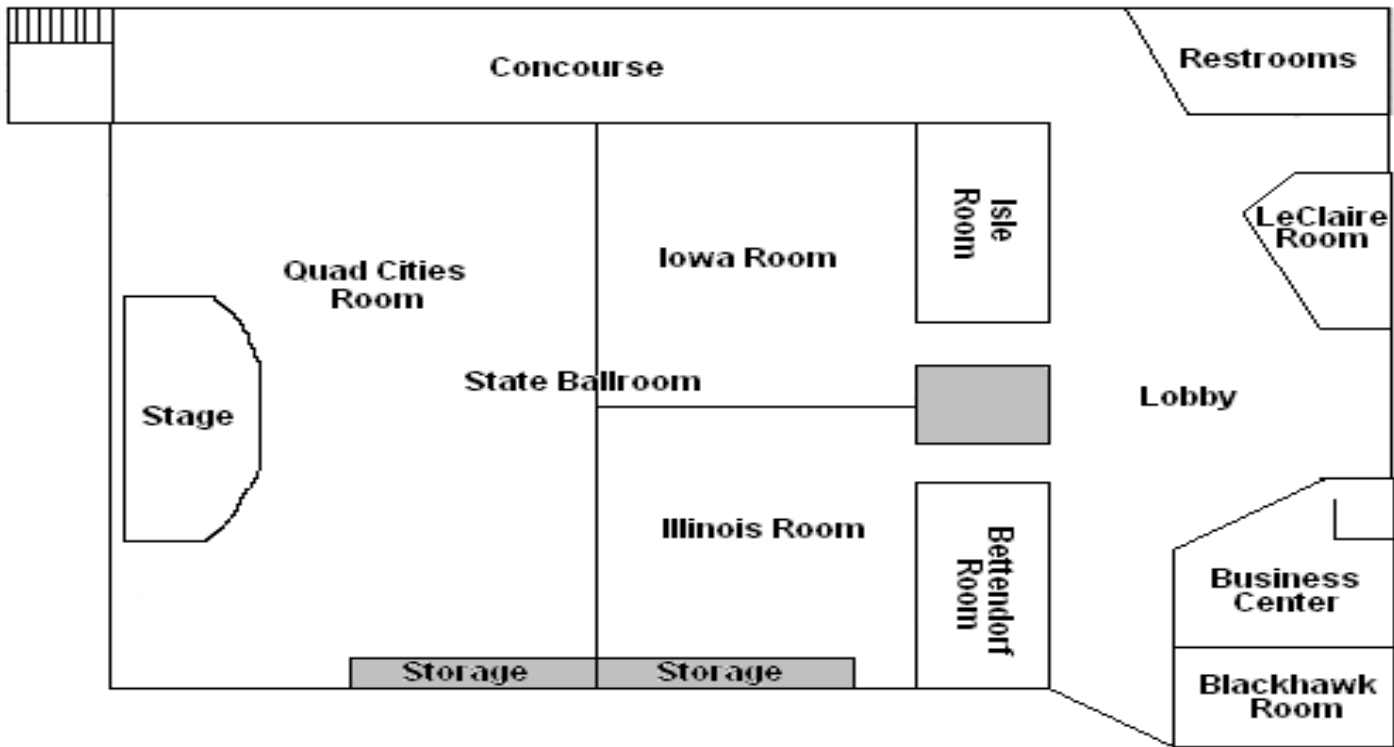 Concourse
Restrooms
Isle
Room
LeClaire
Room
Quad Cities
Room
Iowa Room
State Ballroom
Stage
Lobby
Illinois Room
Bettendorf
Room
Business
Center
Storage
Storage
Blackhawk
Room